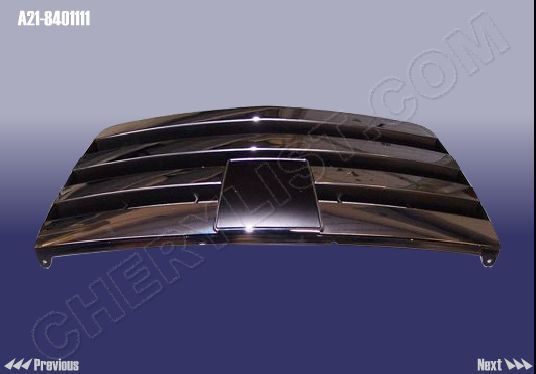 A21-8401111
CHERYLIST.COM
Previous
Next